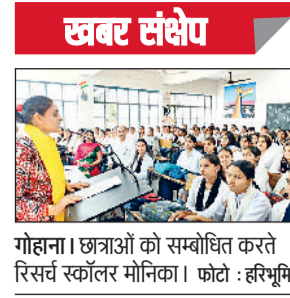 खबर संक्षेप
गोहाना। छात्राओं को सम्बोधित करते
रिसर्च स्कॉलर मोनिका। फोटो : हरिभूमि